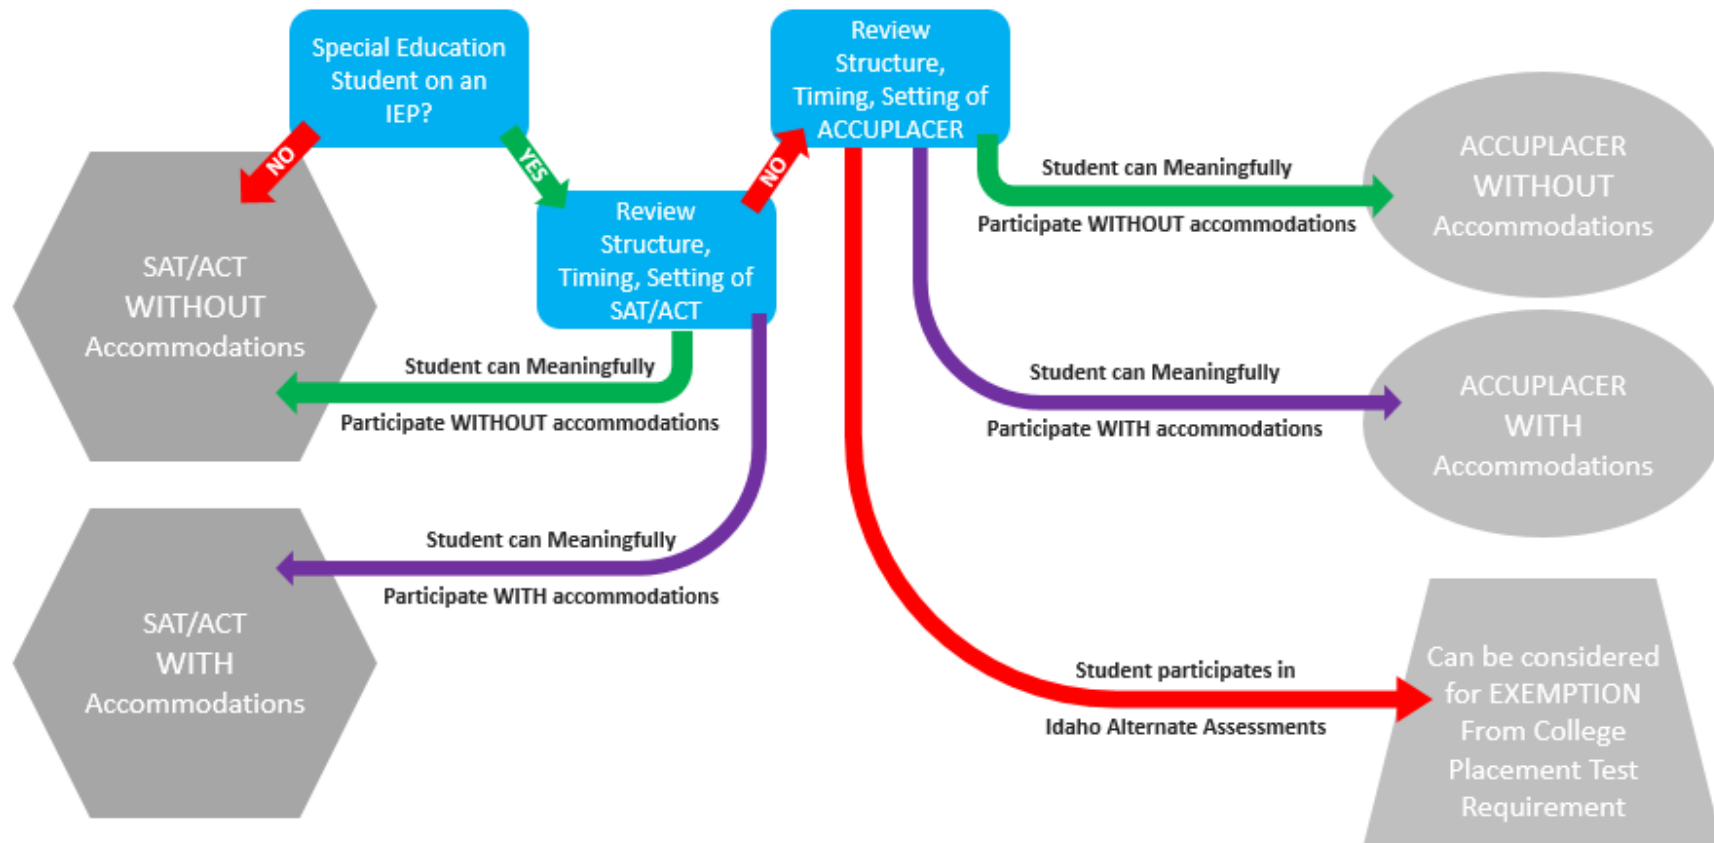 Special Education
Student on an
IEP?
NO
YES
SAT/ACT
WITHOUT
Accommodations
Review
Structure,
Timing, Setting of
SAT/ACT
NO
Student can Meaningfully
Participate WITHOUT accommodations
Student can Meaningfully
Participate WITH accommodations
SAT/ACT
WITH
Accommodations
Review
Structure,
Timing, Setting of
ACCUPLACER
Student can Meaningfully
Participate WITHOUT accommodations
ACCUPLACER
WITHOUT
Accommodations
Student can Meaningfully
Participate WITH accommodations
ACCUPLACER
WITH
Accommodations
Student participates in
Idaho Alternate Assessments
Can be considered
for EXEMPTION
From College
Placement Test
Requirement